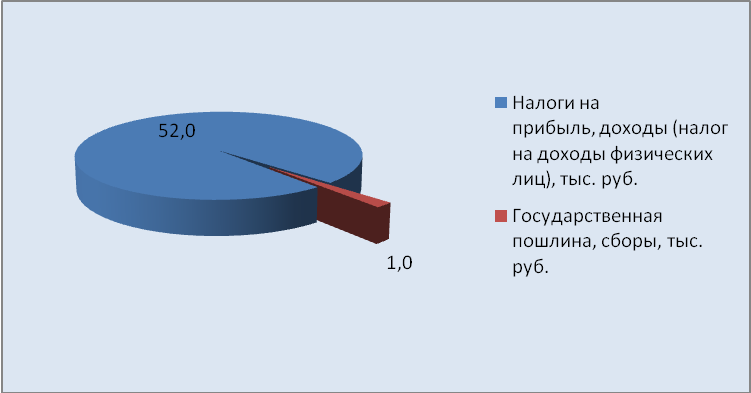 52,0
1,0
Налоги на
прибыль, доходы (налог
на доходы физических
лиц), тыс. руб.
Государственная
пошлина, сборы, тыс.
руб.